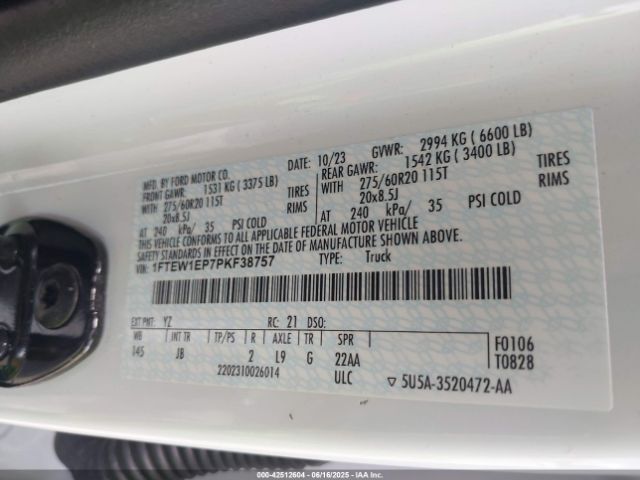 MFD. BY FORD MOTOR CO.
DATE: 10/23 GVWR: 2994 KG ( 6600 LB)
FRONT GAWR: 1531 KG ( 3375 LB)
REAR GAWR: 1542 KG ( 3400 LB)
WITH 275/60R20 115T TIRES
WITH 275/60R20 115T TIRES
20x8.5J RIMS
20x8.5J RIMS
AT 240 kPa/ 35 PSI COLD
AT 240 kPa/ 35 PSI COLD
THIS VEHICLE CONFORMS TO ALL APPLICABLE FEDERAL MOTOR VEHICLE
SAFETY STANDARDS IN EFFECT ON THE DATE OF MANUFACTURE SHOWN ABOVE.
VIN: 1FTEW1EP7PKF38757 TYPE: Truck
EXT PNT: YZ RC: 21 DSO:
WB INT TR TP/PS R AXLE TR SPR
145 JB 2 L9 G 22AA
F0106
T0828
2202310026014 ULC ▽ 5U5A-3520472-AA
000-42512604 | 06/16/2025 | IMPACT AUTO AUCTIONS